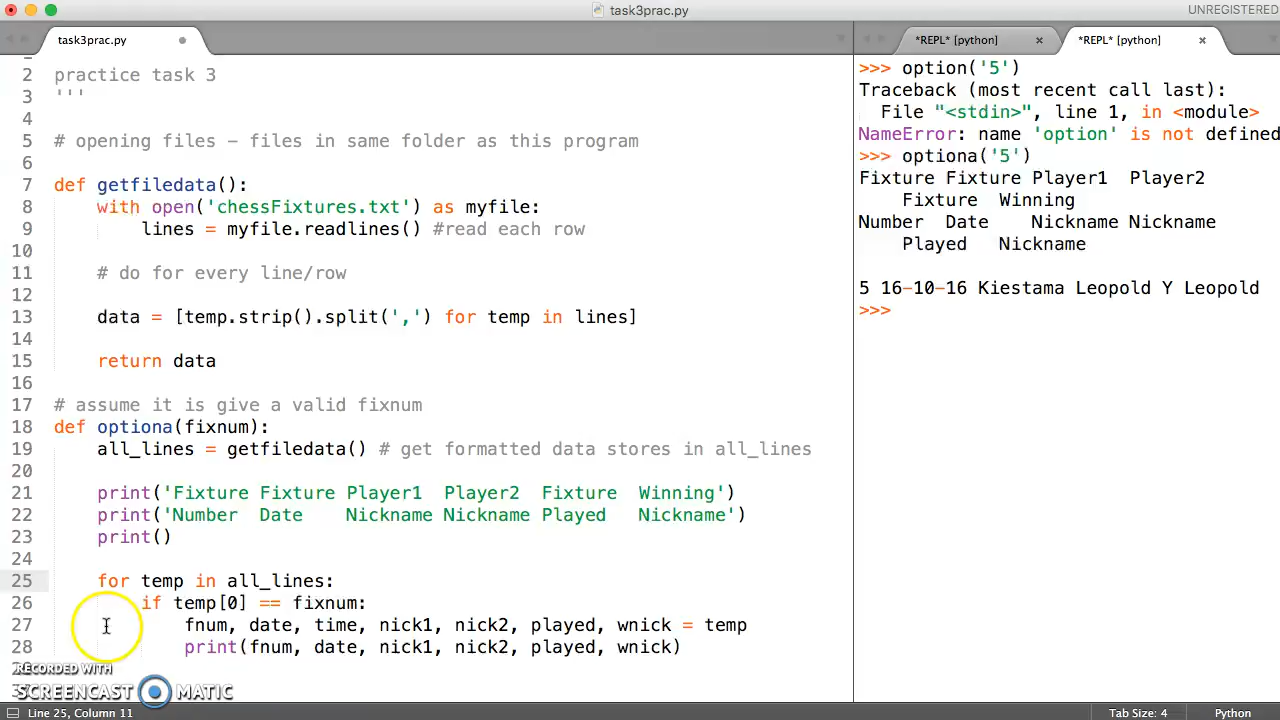 task3prac.py
UNREGISTERED
task3prac.py
2 practice task 3
3 '''
4
5 # opening files - files in same folder as this program
6
7 def getfiledata():
8 with open('chessFixtures.txt') as myfile:
9 lines = myfile.readlines() #read each row
10
11 # do for every line/row
12
13 data = [temp.strip().split(',') for temp in lines]
14
15 return data
16
17 # assume it is give a valid fixnum
18 def optiona(fixnum):
19 all_lines = getfiledata() # get formatted data stores in all_lines
20
21 print('Fixture Fixture Player1  Player2  Fixture  Winning')
22 print('Number  Date    Nickname Nickname Played   Nickname')
23 print()
24
25 for temp in all_lines:
26 if temp[0] == fixnum:
27 fnum, date, time, nick1, nick2, played, wnick = temp
28 print(fnum, date, nick1, nick2, played, wnick)
RECORDED WITH
SCREENCAST MATIC
Line 25, Column 11
*REPL* [python] ×
*REPL* [python] ×
>>> option('5')
Traceback (most recent call last):
File "<stdin>", line 1, in <module>
NameError: name 'option' is not defined
>>> optiona('5')
Fixture Fixture Player1  Player2
Fixture  Winning
Number  Date    Nickname Nickname
Played   Nickname
5 16-10-16 Kiestama Leopold Y Leopold
>>>
Tab Size: 4
Python